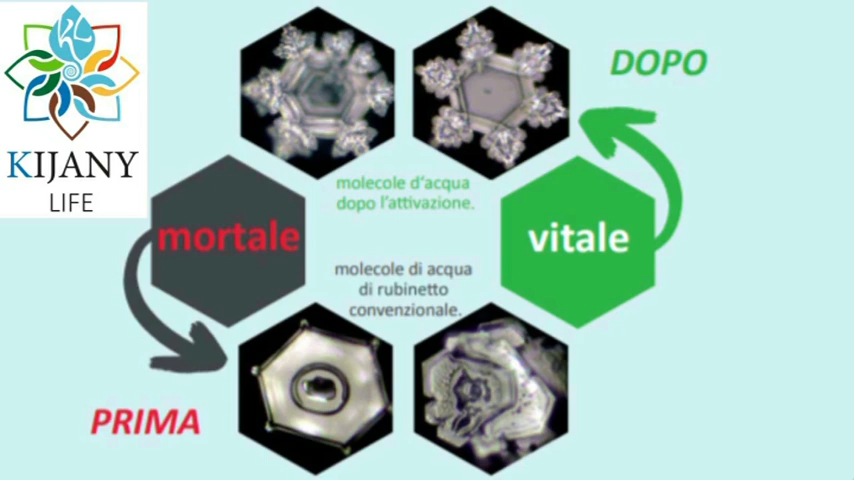 KIJANY
LIFE
DOPO
molecole d'acqua
dopo l'attivazione.
mortale
vitale
molecole di acqua
di rubinetto
convenzionale.
PRIMA